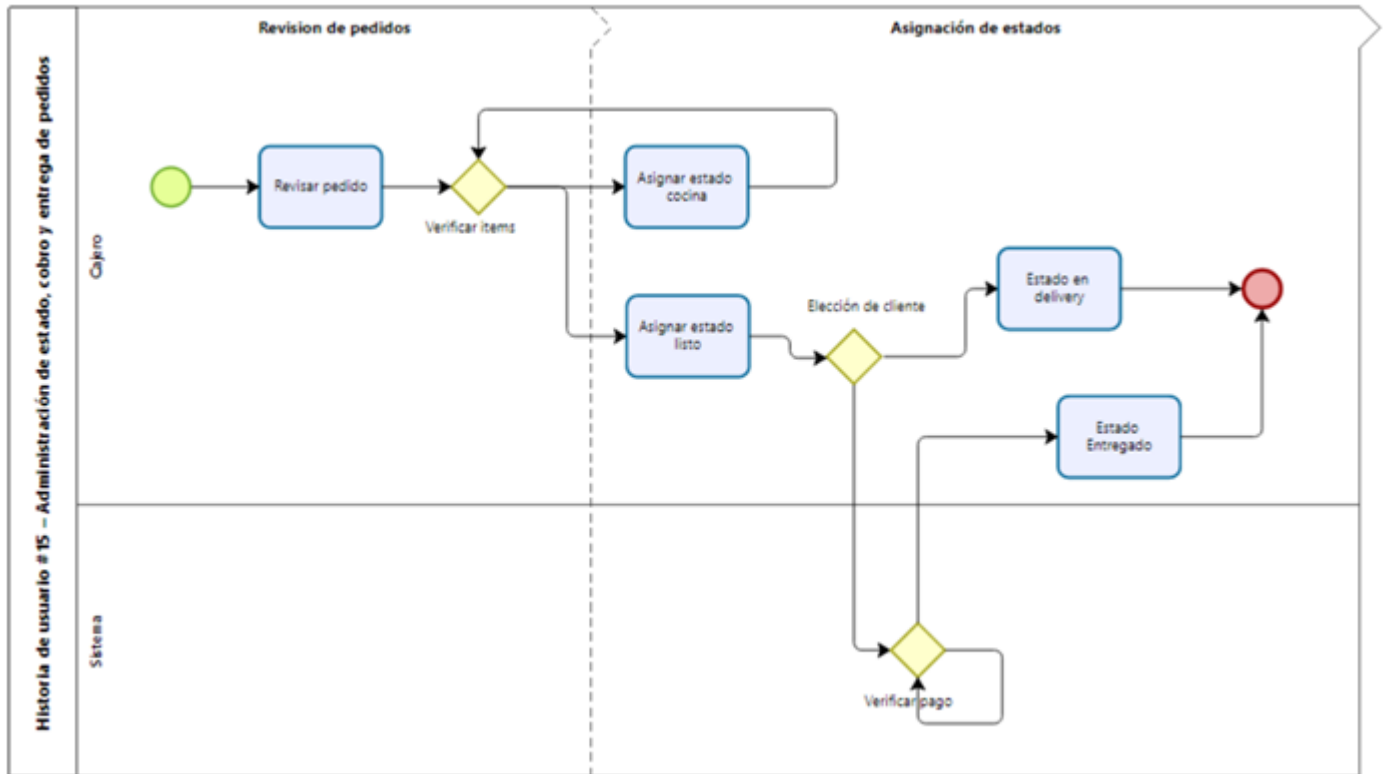 Historia de usuario #15 – Administración de estado, cobro y entrega de pedidos
Revision de pedidos
Asignación de estados
Cajero
Revisar pedido
Verificar items
Asignar estado
cocina
Asignar estado
listo
Elección de cliente
Estado en
delivery
Estado
Entregado
Sistema
Verificar pago